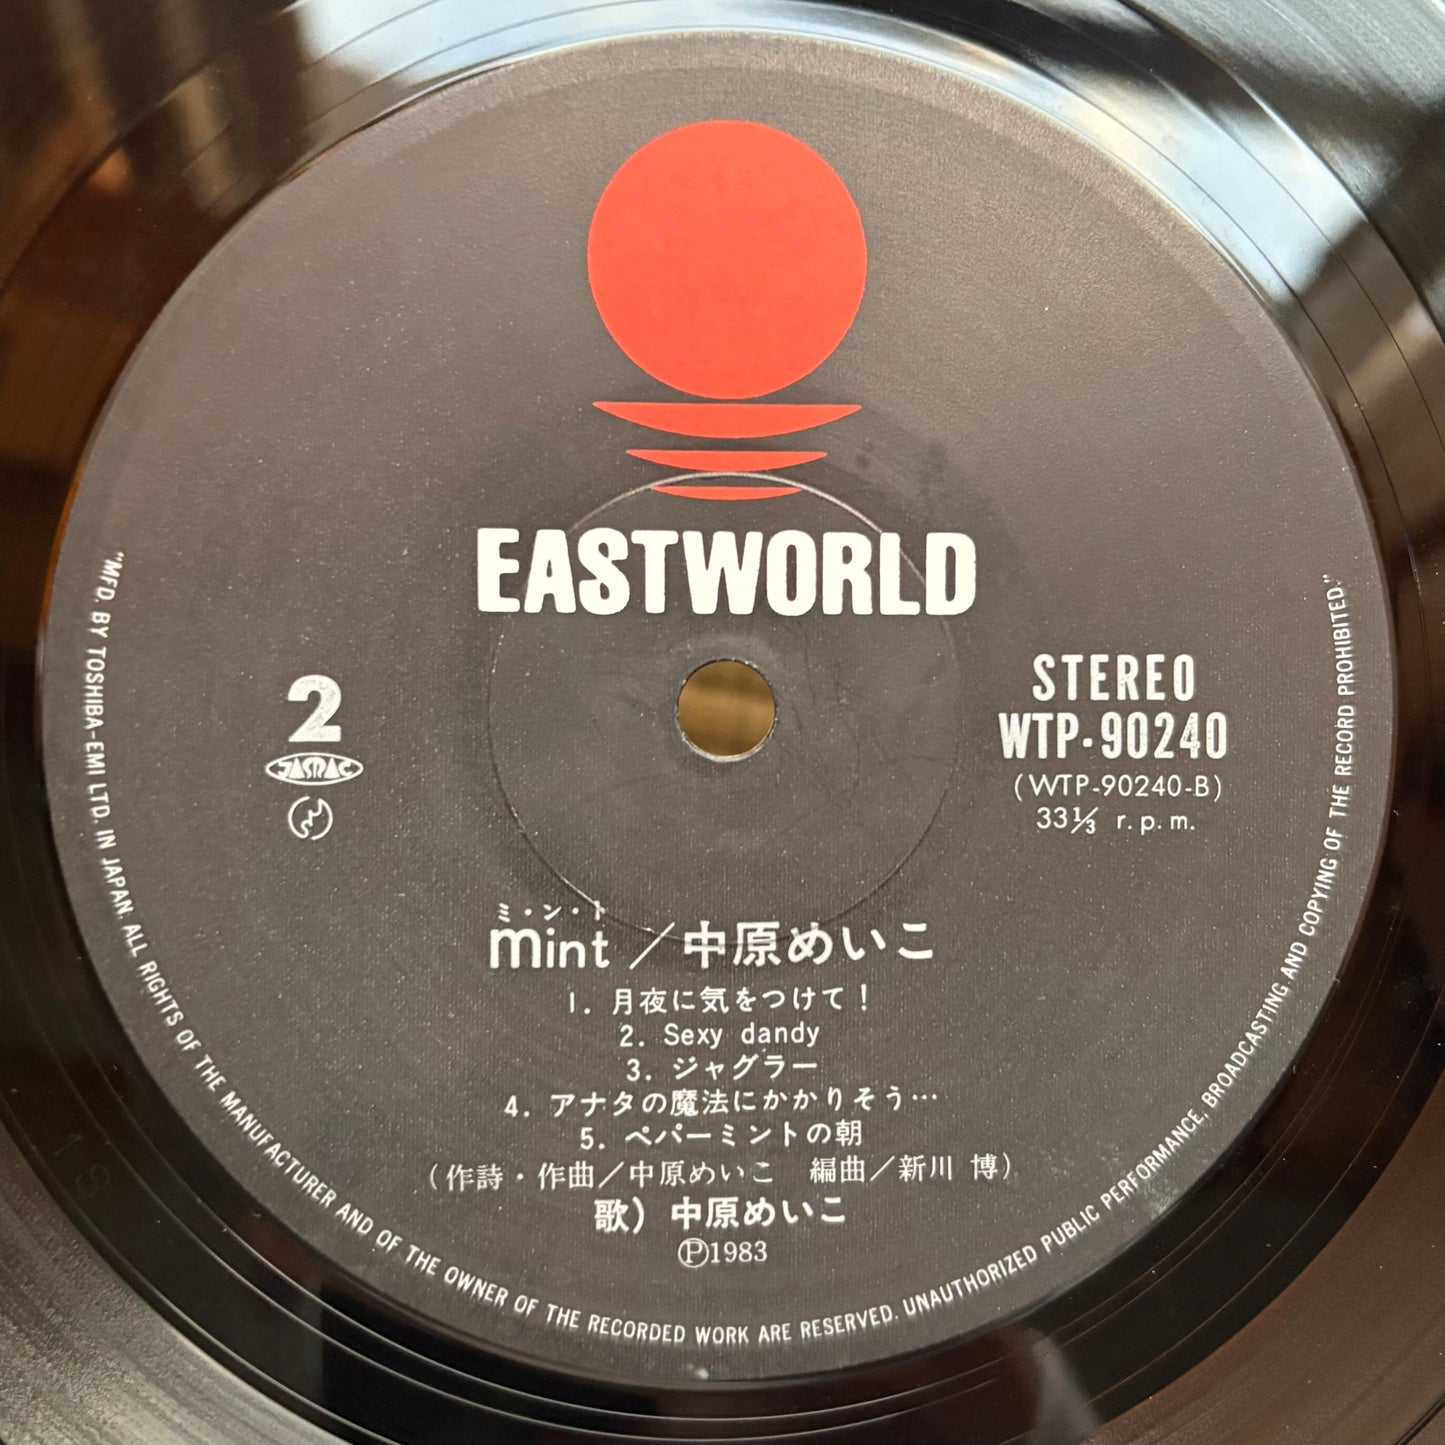 EASTWORLD
2
JASRAC
STEREO
WTP·90240
(WTP-90240-B)
33⅓ r.p.m.
ミ・ン・ト
mint／中原めいこ
1. 月夜に気をつけて！
2. Sexy dandy
3. ジャグラー
4. アナタの魔法にかかりそう…
5. ペパーミントの朝
(作詩・作曲／中原めいこ 編曲／新川 博)
歌) 中原めいこ
Ⓟ1983
"MFD. BY TOSHIBA-EMI LTD. IN JAPAN. ALL RIGHTS OF THE MANUFACTURER AND OF THE OWNER OF THE RECORDED WORK ARE RESERVED. UNAUTHORIZED PUBLIC PERFORMANCE, BROADCASTING AND COPYING OF THE RECORD PROHIBITED."